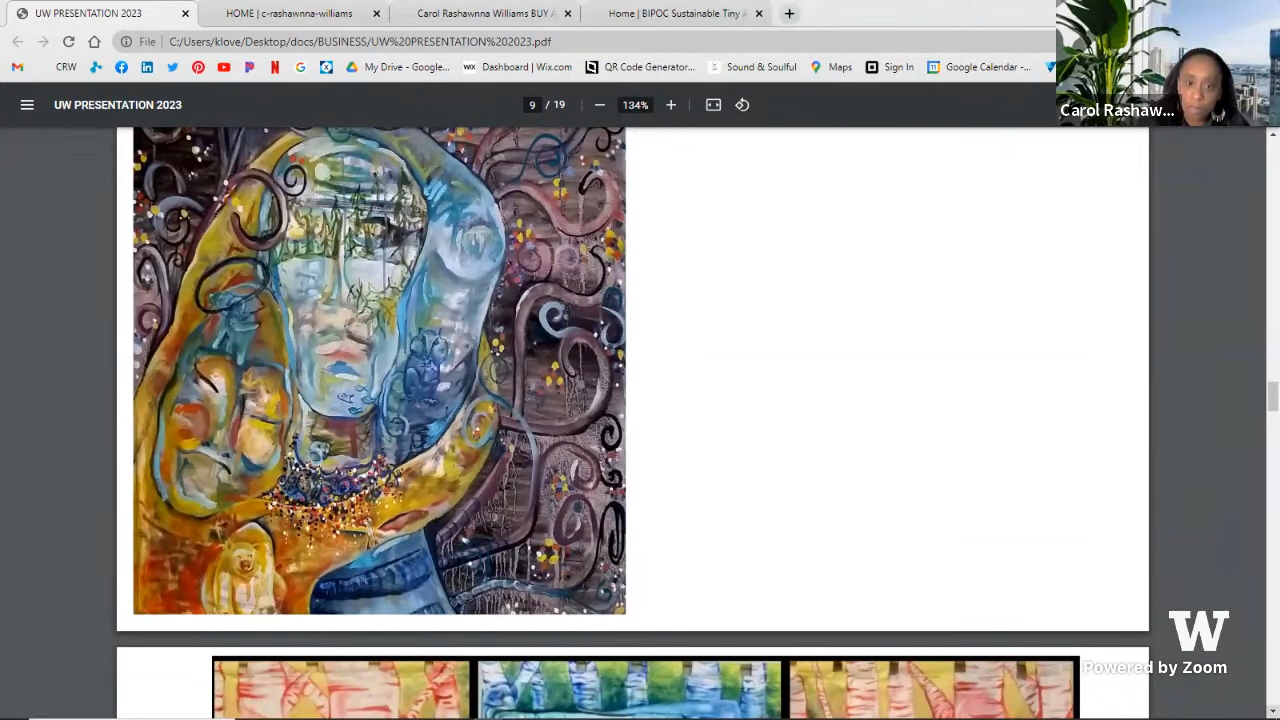 UW PRESENTATION 2023
HOME | c-rashawnna-williams
Carol Rashawnna Williams BUY A
Home | BIPOC Sustainable Tiny A
File
C:/Users/klove/Desktop/docs/BUSINESS/UW%20PRESENTATION%202023.pdf
CRW
My Drive - Google...
WiX
Dashboard | Wix.com
QR Code Generator...
Sound & Soulful
Maps
Sign In
Google Calendar -...
UW PRESENTATION 2023
9 / 19
134%
Carol Rashaw...
W
Powered by Zoom